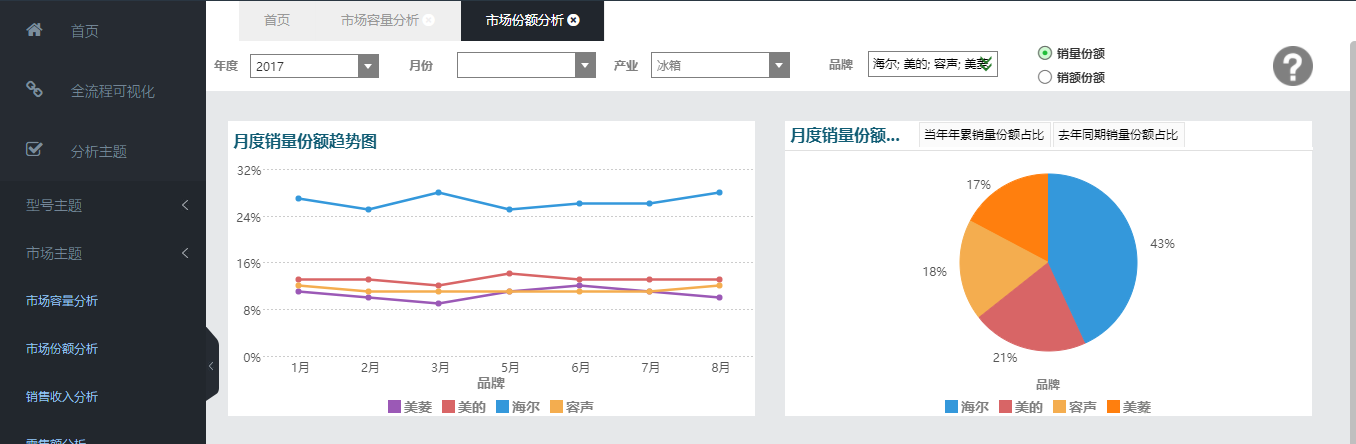 首页
全流程可视化
分析主题
型号主题
市场主题
市场容量分析
市场份额分析
销售收入分析
零售额分析
首页 市场容量分析 市场份额分析
年度 2017 月份 产业 冰箱 品牌 海尔; 美的; 容声; 美菱
销量份额
销额份额
?
月度销量份额趋势图
32%
24%
16%
8%
0%
1月 2月 3月 5月 6月 7月 8月
品牌
美菱 美的 海尔 容声
月度销量份额... 当年年累销量份额占比 去年同期销量份额占比
17%
43%
18%
21%
品牌
海尔 美的 容声 美菱